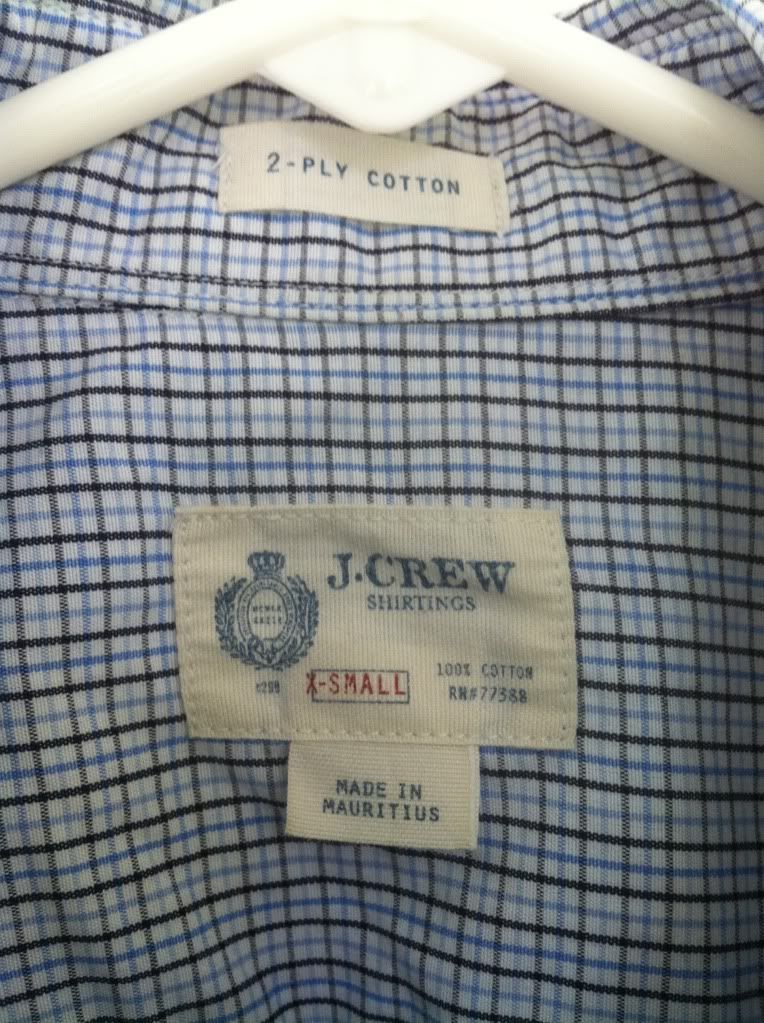 2-PLY COTTON
J.CREW
SHIRTINGS
X-SMALL
100% COTTON
RN#77388
MADE IN
MAURITIUS